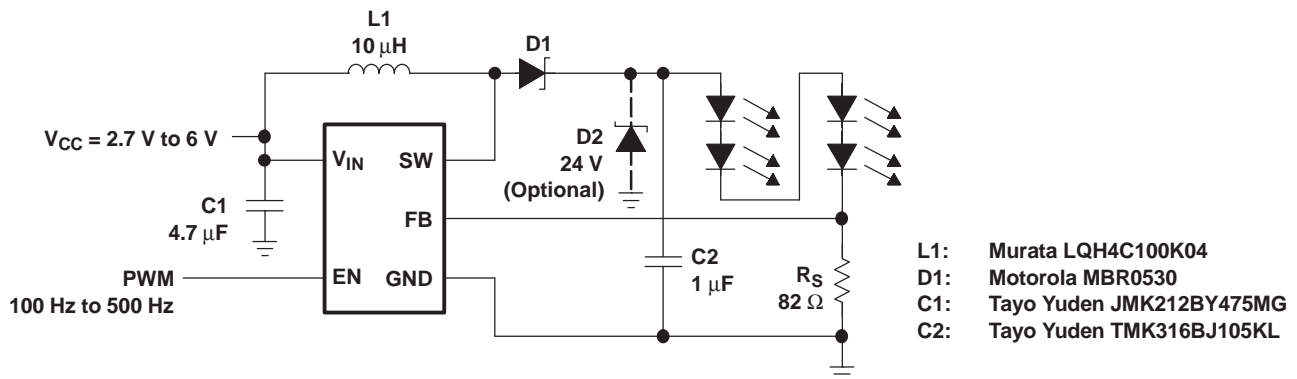 L1
10 μH
D1
VCC = 2.7 V to 6 V
VIN
SW
D2
24 V
(Optional)
C1
4.7 μF
FB
PWM
100 Hz to 500 Hz
EN
GND
C2
1 μF
RS
82 Ω
L1: Murata LQH4C100K04
D1: Motorola MBR0530
C1: Tayo Yuden JMK212BY475MG
C2: Tayo Yuden TMK316BJ105KL